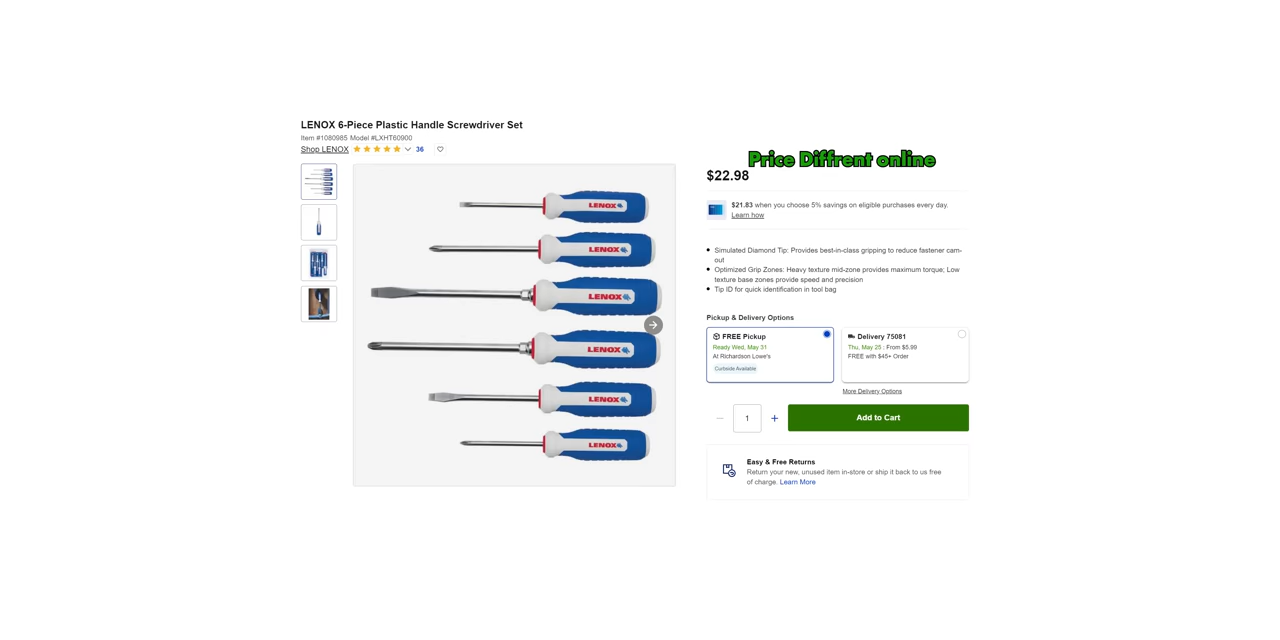 LENOX 6-Piece Plastic Handle Screwdriver Set
Item #1080985 Model #LXHT60900
Shop LENOX 36
LENOX
LENOX
LENOX
LENOX
LENOX
LENOX
Price Diffrent online
$22.98
$21.83 when you choose 5% savings on eligible purchases every day.
Learn how
Simulated Diamond Tip: Provides best-in-class gripping to reduce fastener cam-
out
Optimized Grip Zones: Heavy texture mid-zone provides maximum torque; Low
texture base zones provide speed and precision
Tip ID for quick identification in tool bag
Pickup & Delivery Options
FREE Pickup
Ready Wed, May 31
At Richardson Lowe's
Curbside Available
Delivery 75081
Thu, May 25 : From $5.99
FREE with $45+ Order
More Delivery Options
1
Add to Cart
Easy & Free Returns
Return your new, unused item in-store or ship it back to us free
of charge. Learn More